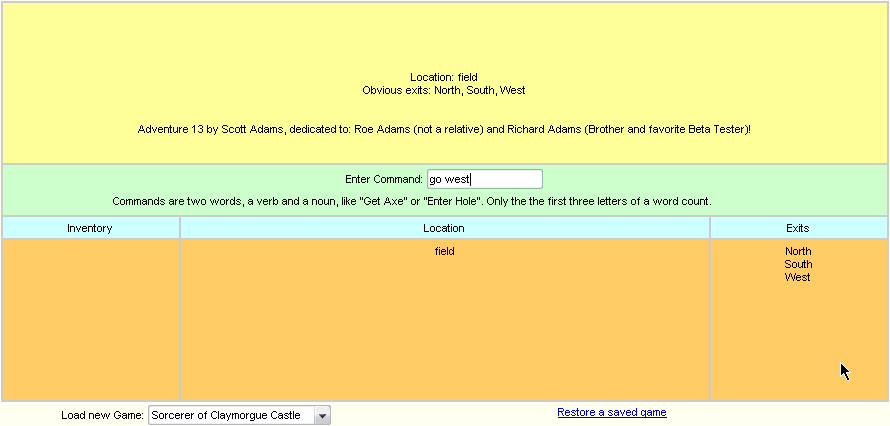 Location: field
Obvious exits: North, South, West
Adventure 13 by Scott Adams, dedicated to: Roe Adams (not a relative) and Richard Adams (Brother and favorite Beta Tester)!
Enter Command: go west
Commands are two words, a verb and a noun, like "Get Axe" or "Enter Hole". Only the the first three letters of a word count.
Inventory Location Exits
field North
South
West
Load new Game: Sorcerer of Claymorgue Castle Restore a saved game